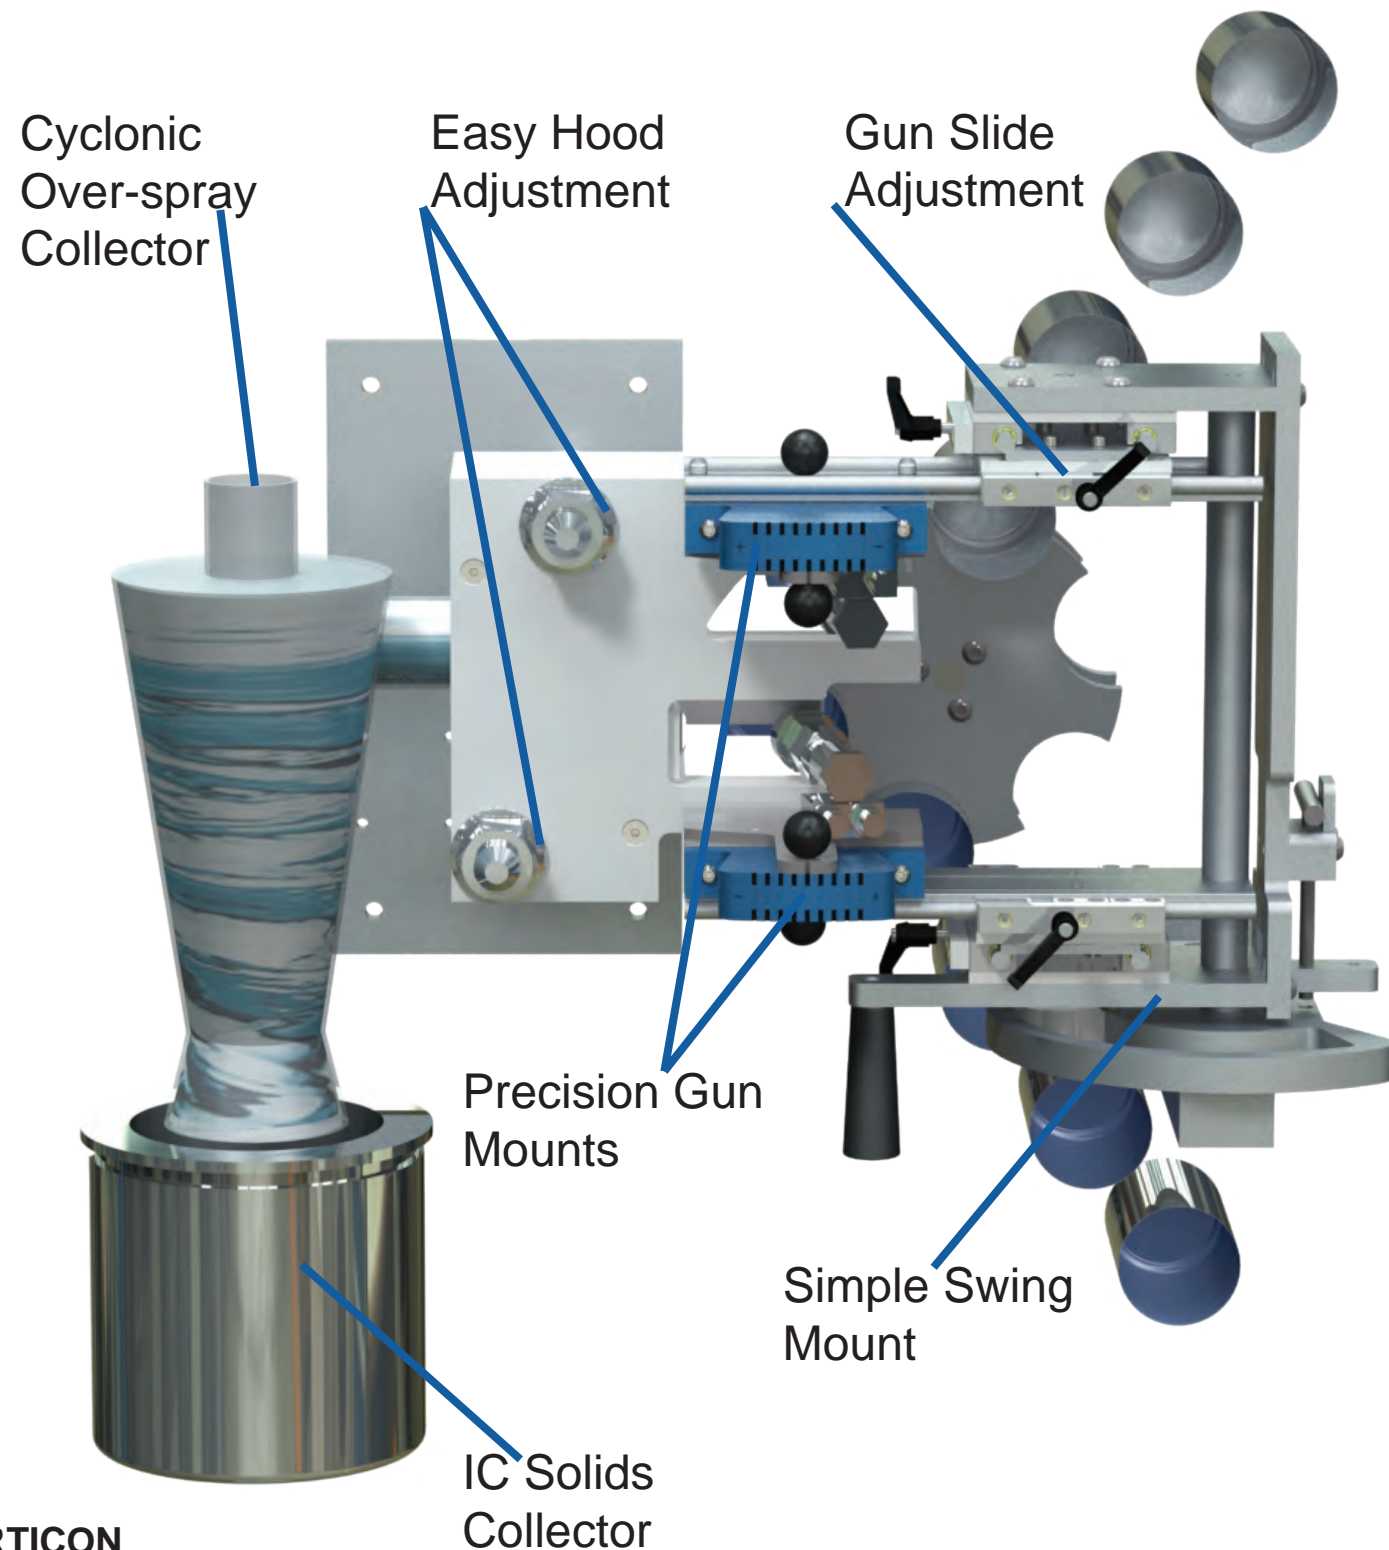 Cyclonic
Over-spray
Collector
Easy Hood
Adjustment
Gun Slide
Adjustment
Precision Gun
Mounts
Simple Swing
Mount
IC Solids
Collector
RTICON